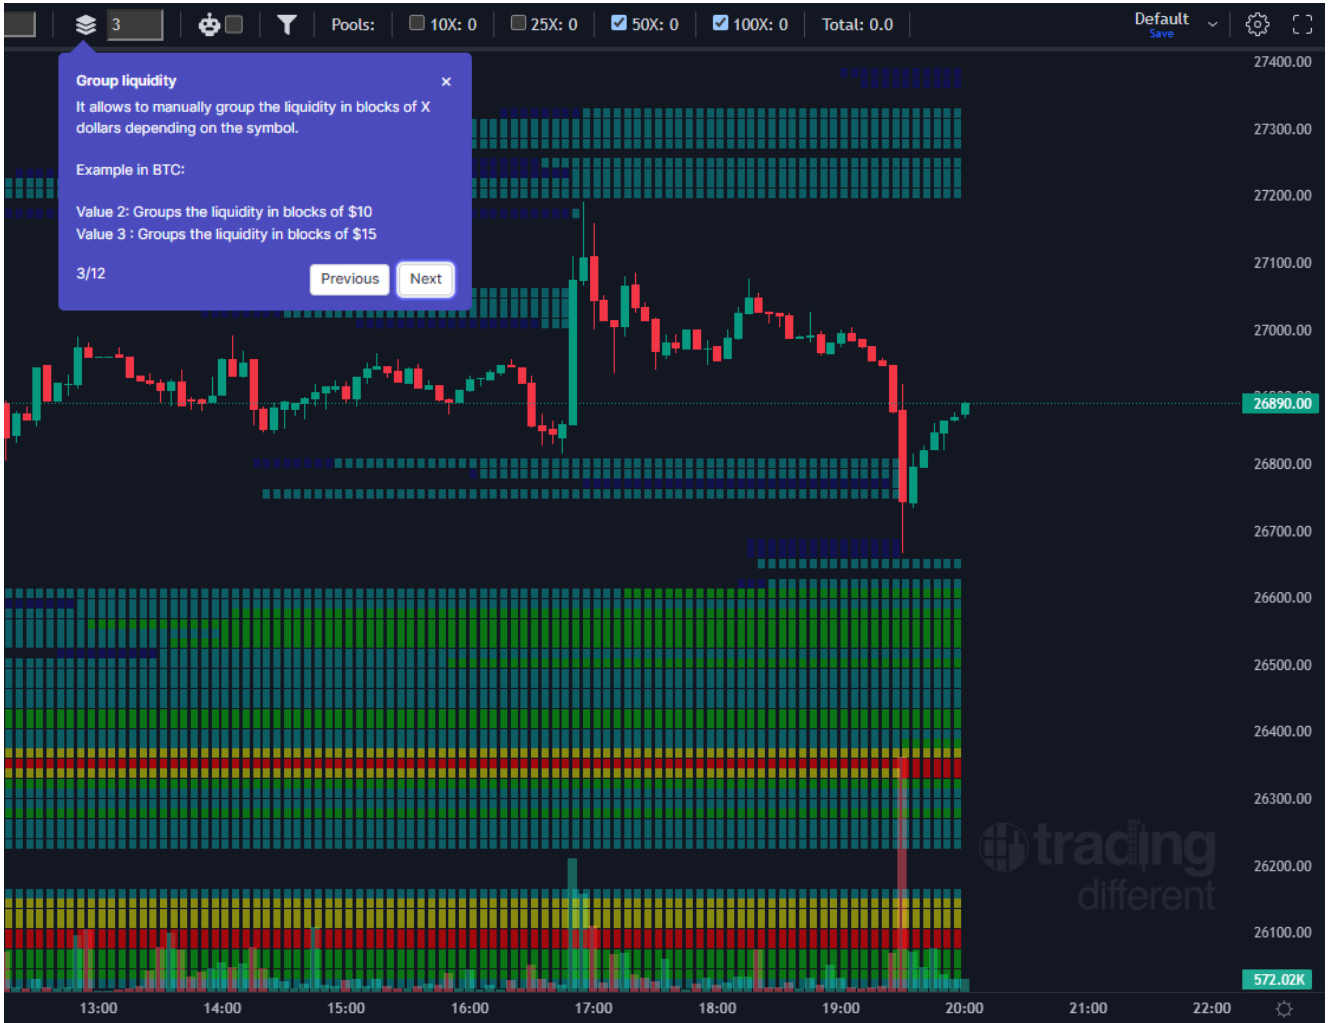 3
Pools:
10X: 0
25X: 0
50X: 0
100X: 0
Total: 0.0
Default
Save
Group liquidity
×
It allows to manually group the liquidity in blocks of X
dollars depending on the symbol.
Example in BTC:
Value 2: Groups the liquidity in blocks of $10
Value 3 : Groups the liquidity in blocks of $15
3/12
Previous
Next
27400.00
27300.00
27200.00
27100.00
27000.00
26890.00
26800.00
26700.00
26600.00
26500.00
26400.00
26300.00
26200.00
26100.00
572.02K
trading
different
13:00
14:00
15:00
16:00
17:00
18:00
19:00
20:00
21:00
22:00